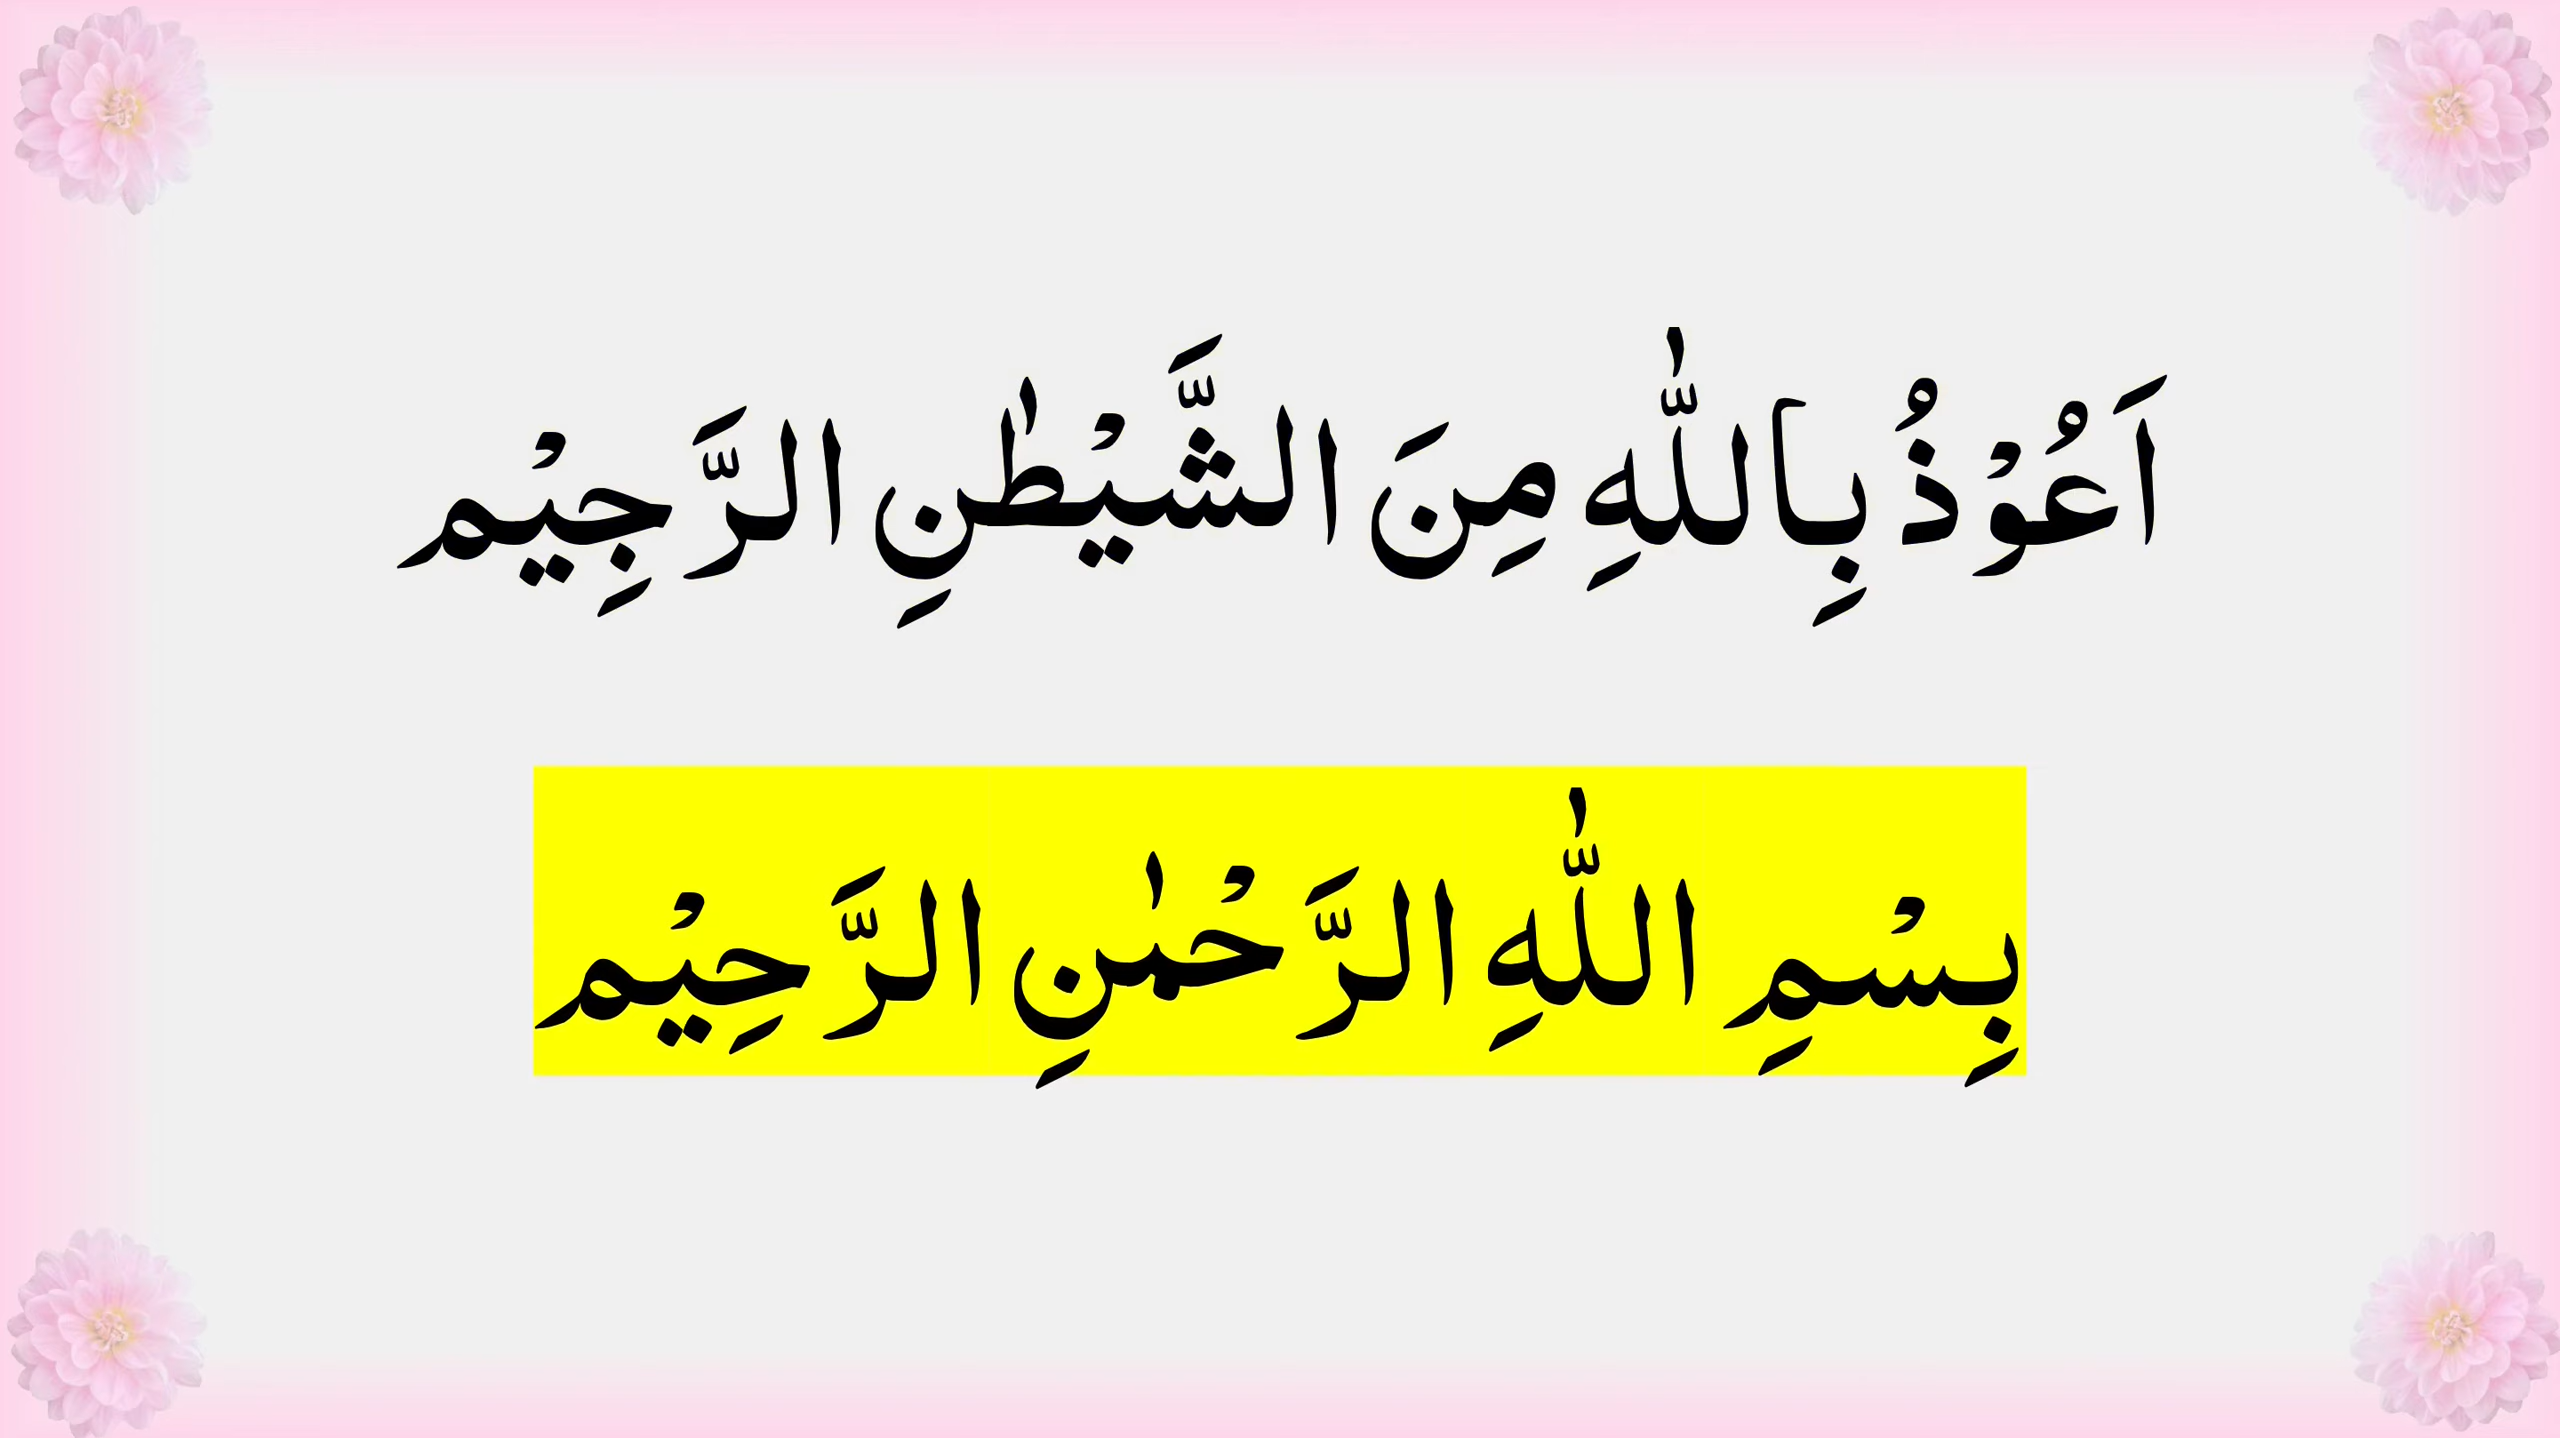 اَعُوْذُ بِاللّٰهِ مِنَ الشَّيْطٰنِ الرَّجِيْم
بِسْمِ اللّٰهِ الرَّحْمٰنِ الرَّحِيْم